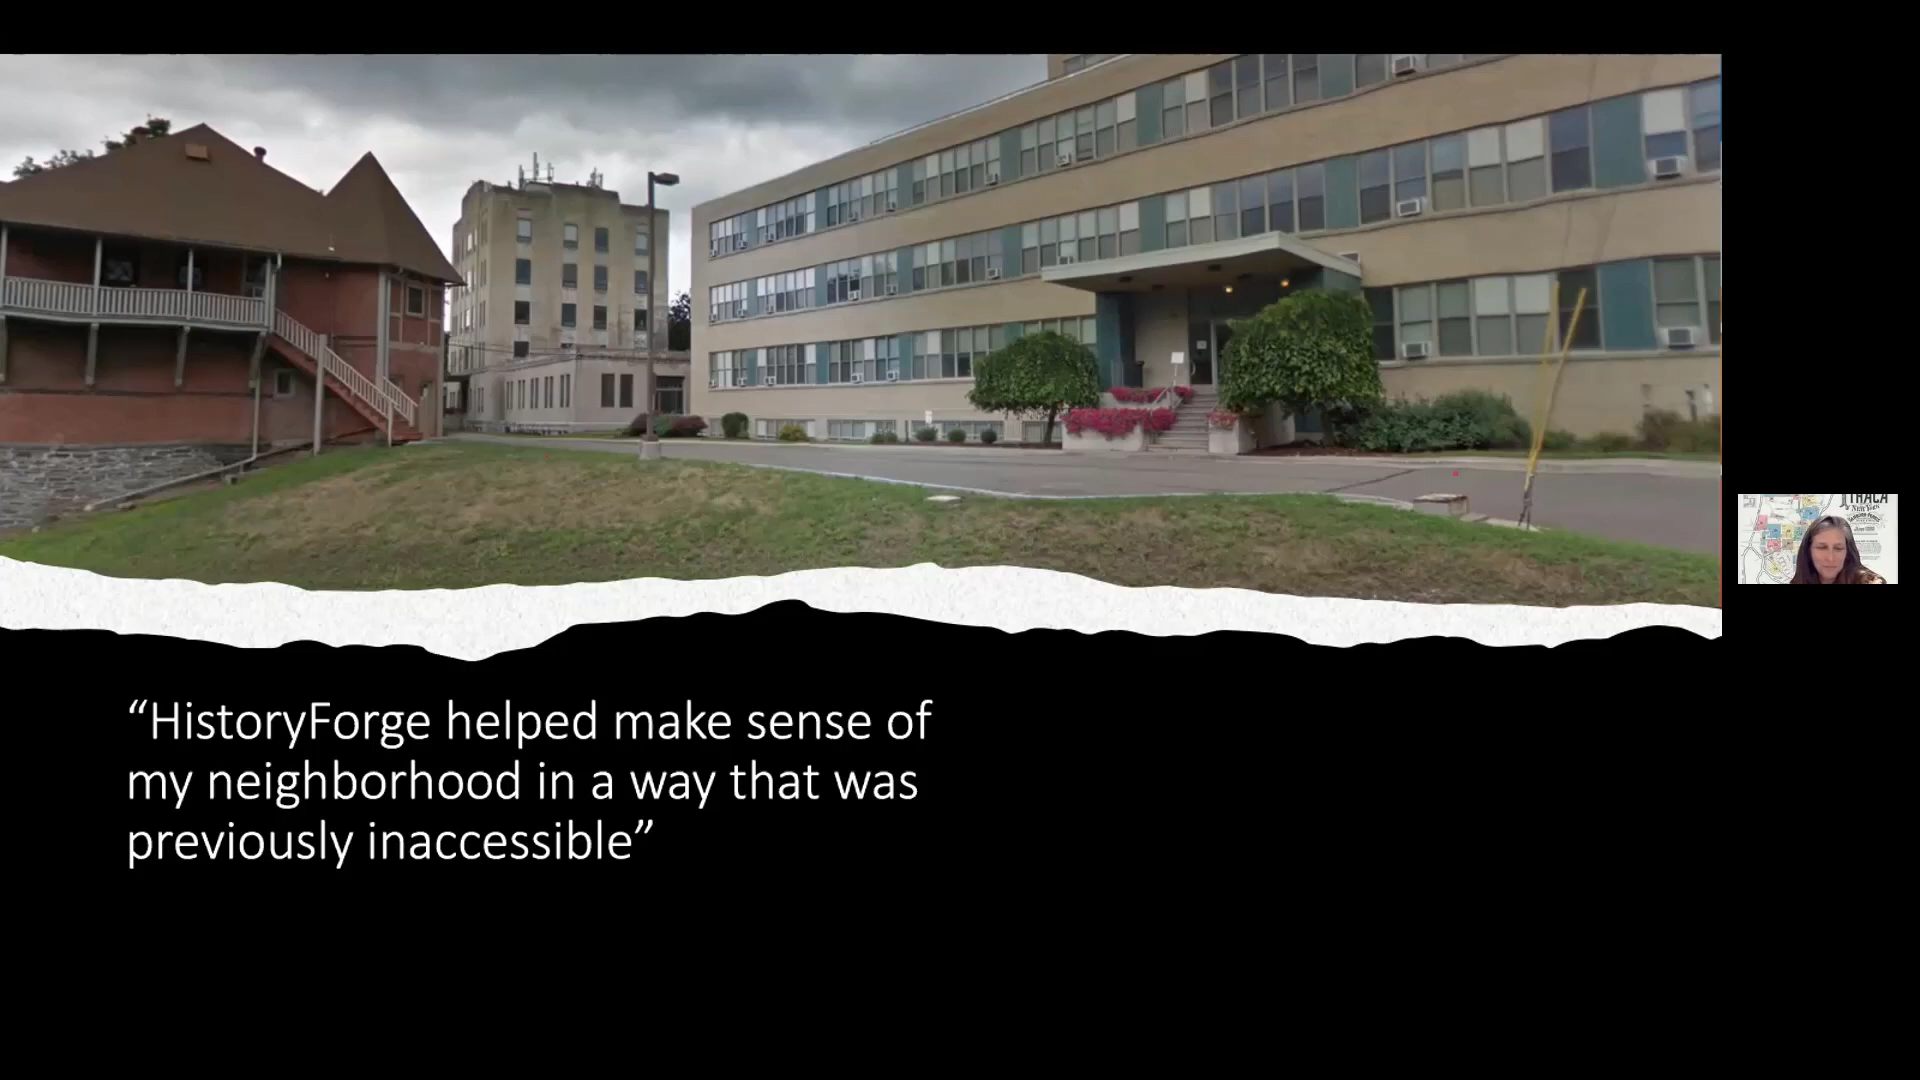 ITHACA
New York
“HistoryForge helped make sense of
my neighborhood in a way that was
previously inaccessible”